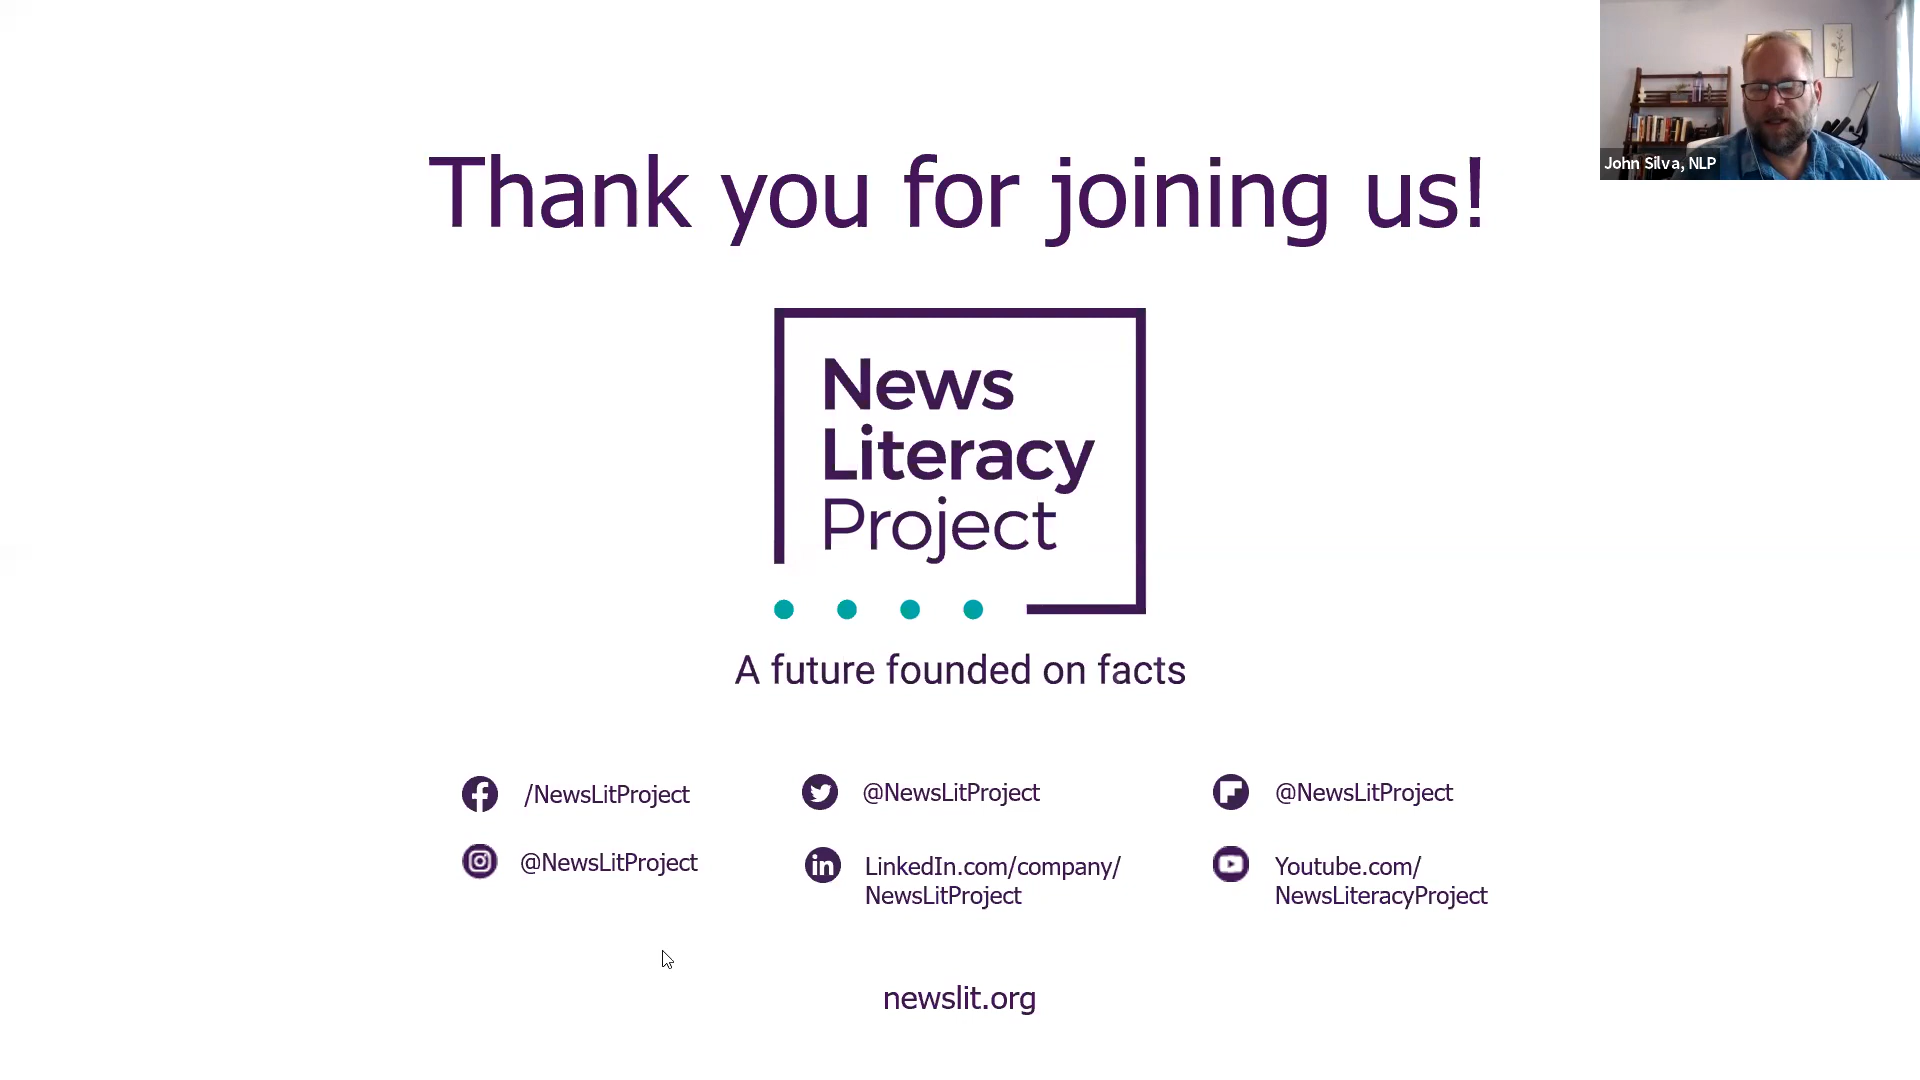 John Silva, NLP
Thank you for joining us!
News
Literacy
Project
A future founded on facts
/NewsLitProject
@NewsLitProject
@NewsLitProject
@NewsLitProject
LinkedIn.com/company/
NewsLitProject
Youtube.com/
NewsLiteracyProject
newslit.org